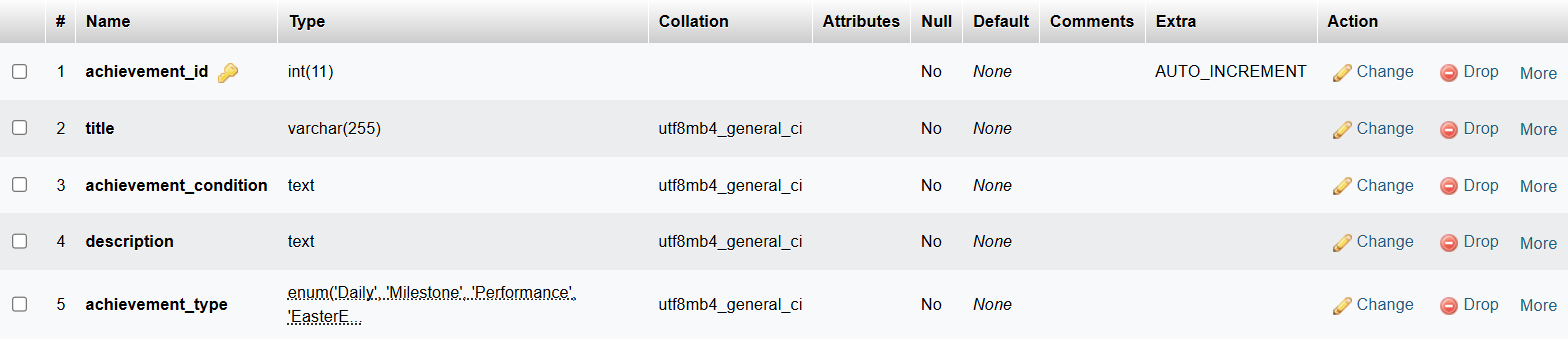 # Name Type Collation Attributes Null Default Comments Extra Action
1 achievement_id int(11) No None AUTO_INCREMENT Change Drop More
2 title varchar(255) utf8mb4_general_ci No None Change Drop More
3 achievement_condition text utf8mb4_general_ci No None Change Drop More
4 description text utf8mb4_general_ci No None Change Drop More
5 achievement_type enum('Daily', 'Milestone', 'Performance', 'EasterE... utf8mb4_general_ci No None Change Drop More